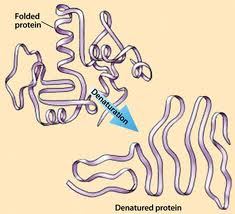 Folded
protein
Denaturation
Denatured protein